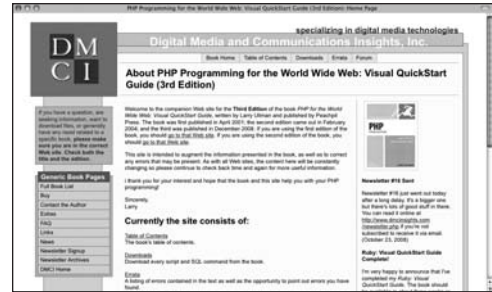 PHP Programming for the World Wide Web: Visual QuickStart Guide (3rd Edition): Home Page
specializing in digital media technologies
Digital Media and Communications Insights, Inc.
DM
CI
Book Home Table of Contents Downloads Errata Forum
About PHP Programming for the World Wide Web: Visual QuickStart
Guide (3rd Edition)
If you have a question, are
seeking information, want to
download files, or generally
have any need related to a
specific book, please make
sure you are in the correct
Web site. Check both the
title and the edition.
Generic Book Pages
Full Book List
Buy
Contact the Author
Extras
FAQ
Links
News
Newsletter Signup
Newsletter Archives
DMCI Home
Welcome to the companion Web site for the Third Edition of the book PHP for the World
Wide Web: Visual QuickStart Guide, written by Larry Ullman and published by Peachpit
Press. The book was first published in April 2001, the second edition came out in February
2004, and the third was published in December 2008. If you are using the first edition of the
book, you should go to that Web site. If you are using the second edition of the book, you
should go to that Web site.
This site is intended to augment the information presented in the book, as well as to correct
any errors that may be present. As with all Web sites, the content here will be consistently
changing so please continue to check back time and again for more useful information.
I thank you for your interest and hope that the book and this site help you with your PHP
programming!
Sincerely,
Larry
Currently the site consists of:
Table of Contents
The book's table of contents.
Downloads
Download every script and SQL command from the book.
Errata
A listing of errors contained in the text as well as the opportunity to point out errors you have
found.
PHP
Newsletter #16 Sent
Newsletter #16 just went out today
after a long delay. It's a bigger one
but there's lots of good stuff in there.
You can read it online at
http://www.dmcinsights.com
/newsletter.php if you're not
subscribed to receive it via email.
(October 23, 2008)
Ruby: Visual QuickStart Guide
Complete!
I'm very happy to announce that I've
completed my Ruby: Visual
QuickStart Guide. The book should